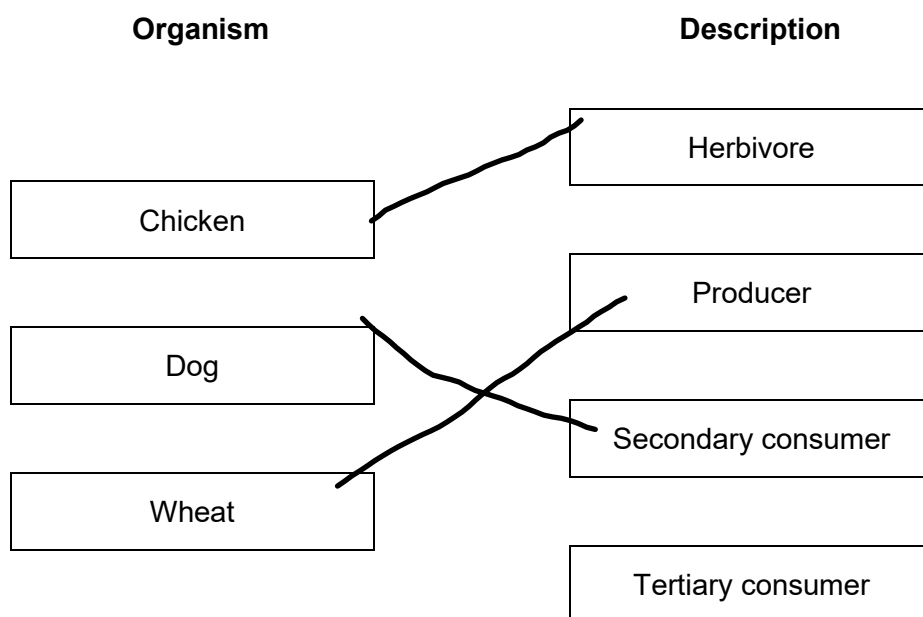 Organism
Description
Herbivore
Chicken
Producer
Dog
Secondary consumer
Wheat
Tertiary consumer